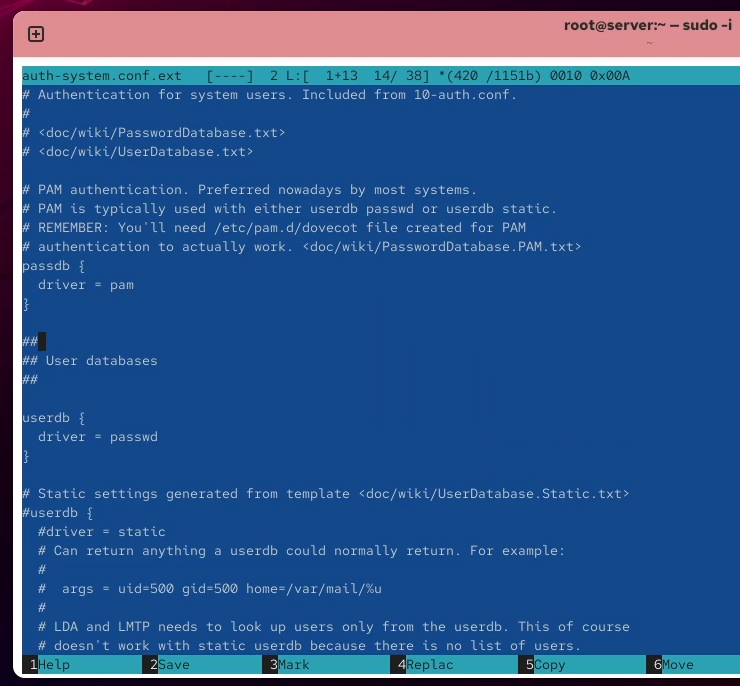 root@server:~ — sudo -i
~
auth-system.conf.ext   [----]  2 L:[  1+13  14/ 38] *(420 /1151b) 0010 0x00A
# Authentication for system users. Included from 10-auth.conf.
#
# <doc/wiki/PasswordDatabase.txt>
# <doc/wiki/UserDatabase.txt>

# PAM authentication. Preferred nowadays by most systems.
# PAM is typically used with either userdb passwd or userdb static.
# REMEMBER: You'll need /etc/pam.d/dovecot file created for PAM
# authentication to actually work. <doc/wiki/PasswordDatabase.PAM.txt>
passdb {
  driver = pam
}

##
## User databases
##

userdb {
  driver = passwd
}

# Static settings generated from template <doc/wiki/UserDatabase.Static.txt>
#userdb {
  #driver = static
  # Can return anything a userdb could normally return. For example:
  #
  #  args = uid=500 gid=500 home=/var/mail/%u
  #
  # LDA and LMTP needs to look up users only from the userdb. This of course
  # doesn't work with static userdb because there is no list of users.
1Help 2Save 3Mark 4Replac 5Copy 6Move